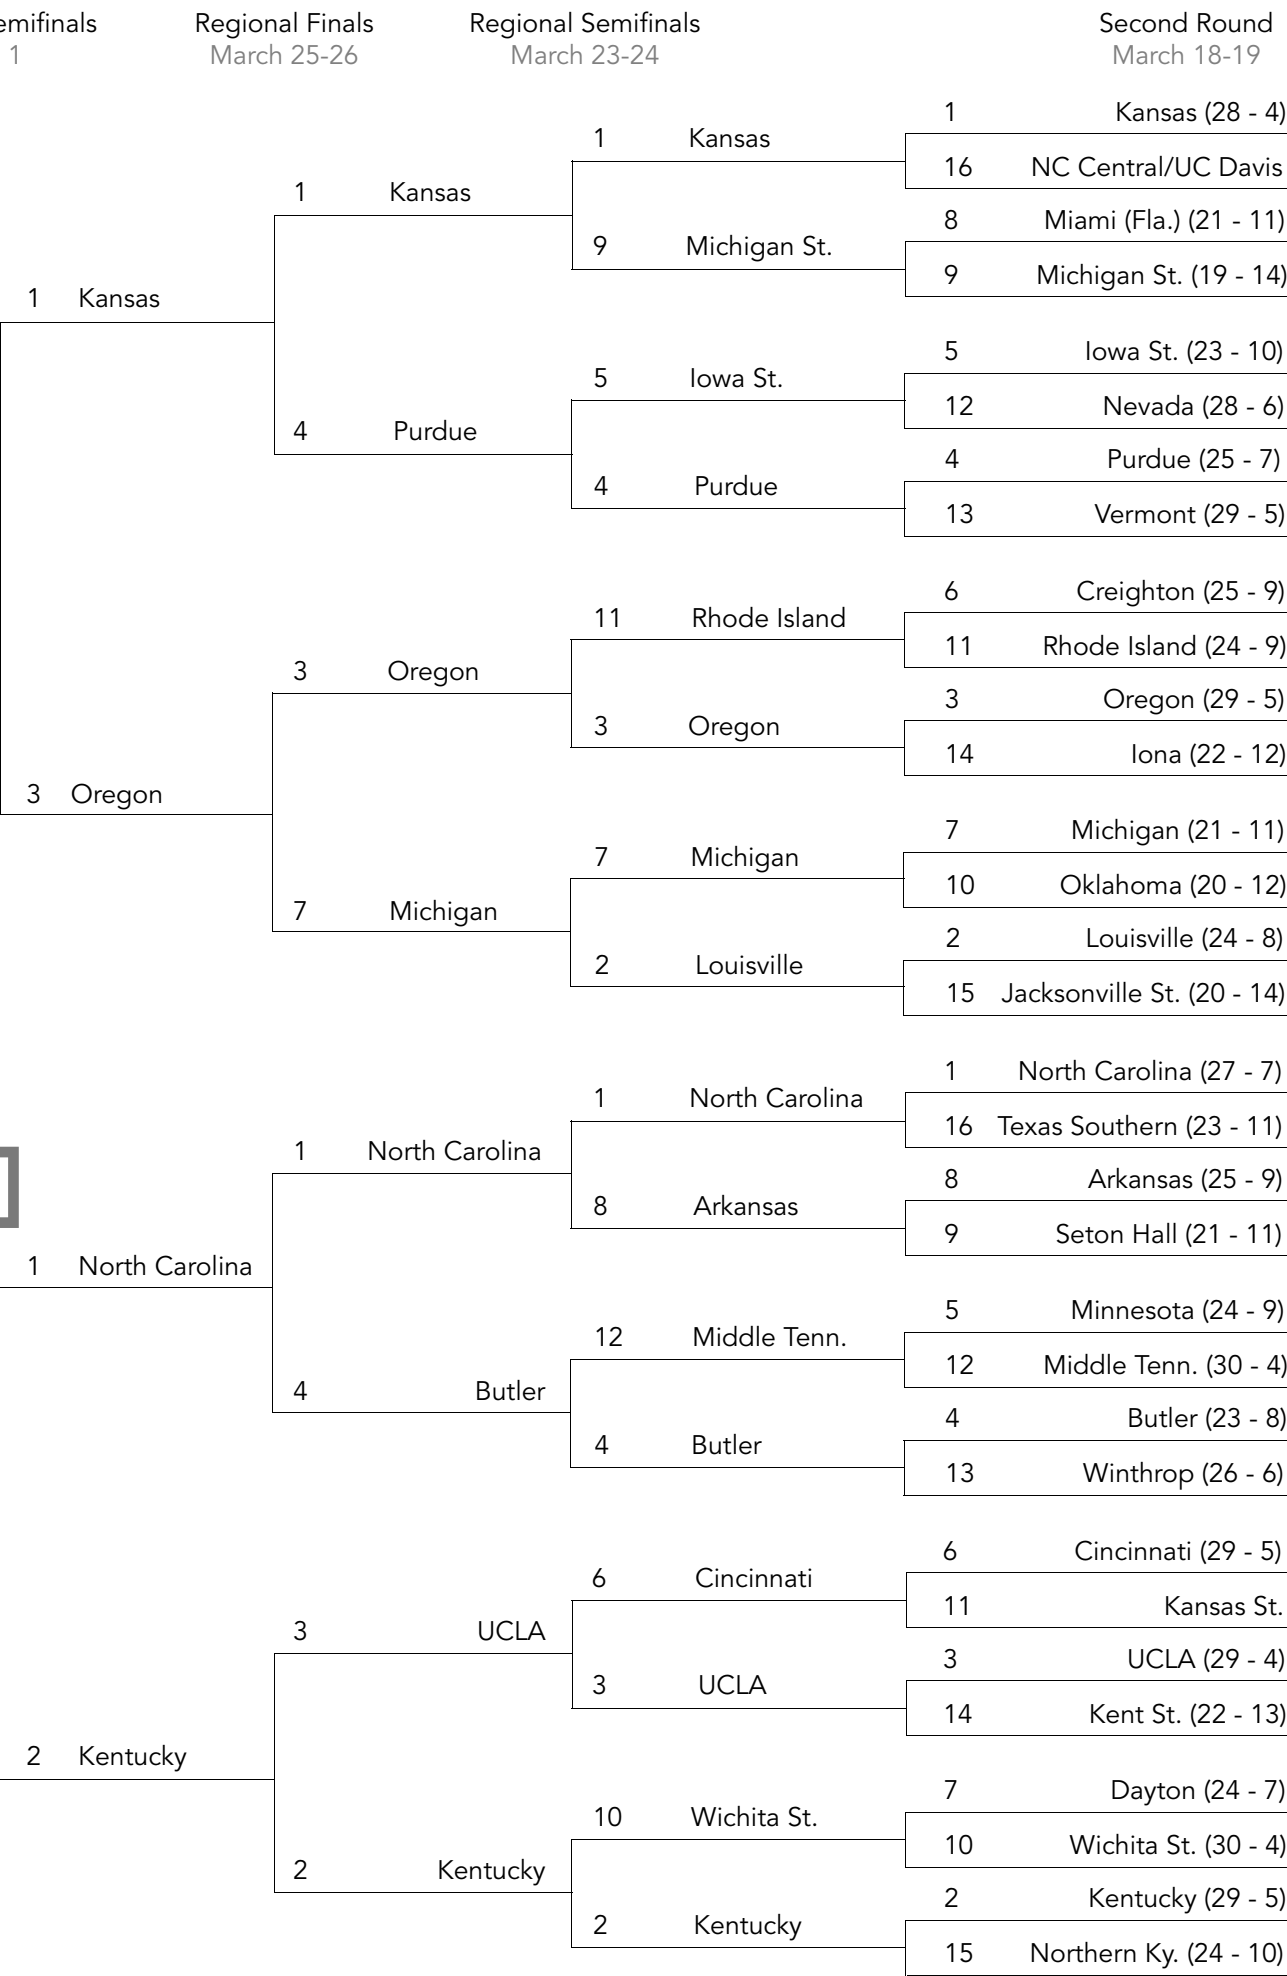 emifinals
1
Regional Finals
March 25-26
Regional Semifinals
March 23-24
Second Round
March 18-19
1 Kansas
3 Oregon
1 North Carolina
2 Kentucky
1 Kansas
4 Purdue
3 Oregon
7 Michigan
1 North Carolina
4 Butler
3 UCLA
2 Kentucky
1 Kansas
9 Michigan St.
5 Iowa St.
4 Purdue
11 Rhode Island
3 Oregon
7 Michigan
2 Louisville
1 North Carolina
8 Arkansas
12 Middle Tenn.
4 Butler
6 Cincinnati
3 UCLA
10 Wichita St.
2 Kentucky
1 Kansas (28 - 4)
16 NC Central/UC Davis
8 Miami (Fla.) (21 - 11)
9 Michigan St. (19 - 14)
5 Iowa St. (23 - 10)
12 Nevada (28 - 6)
4 Purdue (25 - 7)
13 Vermont (29 - 5)
6 Creighton (25 - 9)
11 Rhode Island (24 - 9)
3 Oregon (29 - 5)
14 Iona (22 - 12)
7 Michigan (21 - 11)
10 Oklahoma (20 - 12)
2 Louisville (24 - 8)
15 Jacksonville St. (20 - 14)
1 North Carolina (27 - 7)
16 Texas Southern (23 - 11)
8 Arkansas (25 - 9)
9 Seton Hall (21 - 11)
5 Minnesota (24 - 9)
12 Middle Tenn. (30 - 4)
4 Butler (23 - 8)
13 Winthrop (26 - 6)
6 Cincinnati (29 - 5)
11 Kansas St.
3 UCLA (29 - 4)
14 Kent St. (22 - 13)
7 Dayton (24 - 7)
10 Wichita St. (30 - 4)
2 Kentucky (29 - 5)
15 Northern Ky. (24 - 10)